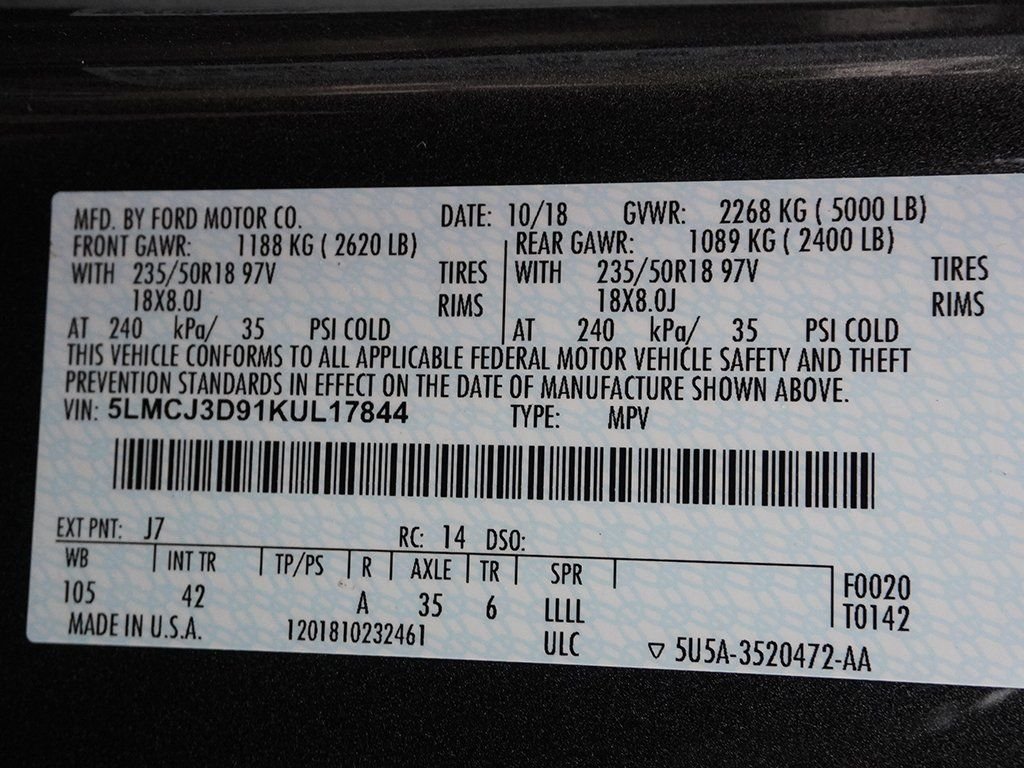 MFD. BY FORD MOTOR CO. DATE: 10/18 GVWR: 2268 KG ( 5000 LB)
FRONT GAWR: 1188 KG ( 2620 LB) REAR GAWR: 1089 KG ( 2400 LB)
WITH 235/50R18 97V TIRES WITH 235/50R18 97V TIRES
18X8.0J RIMS 18X8.0J RIMS
AT 240 kPa/ 35 PSI COLD AT 240 kPa/ 35 PSI COLD
THIS VEHICLE CONFORMS TO ALL APPLICABLE FEDERAL MOTOR VEHICLE SAFETY AND THEFT
PREVENTION STANDARDS IN EFFECT ON THE DATE OF MANUFACTURE SHOWN ABOVE.
VIN: 5LMCJ3D91KUL17844 TYPE: MPV
EXT PNT: J7 RC: 14 DSO:
WB INT TR TP/PS R AXLE TR SPR F0020
105 42 A 35 6 LLLL T0142
MADE IN U.S.A. 1201810232461 ULC ▽ 5U5A-3520472-AA